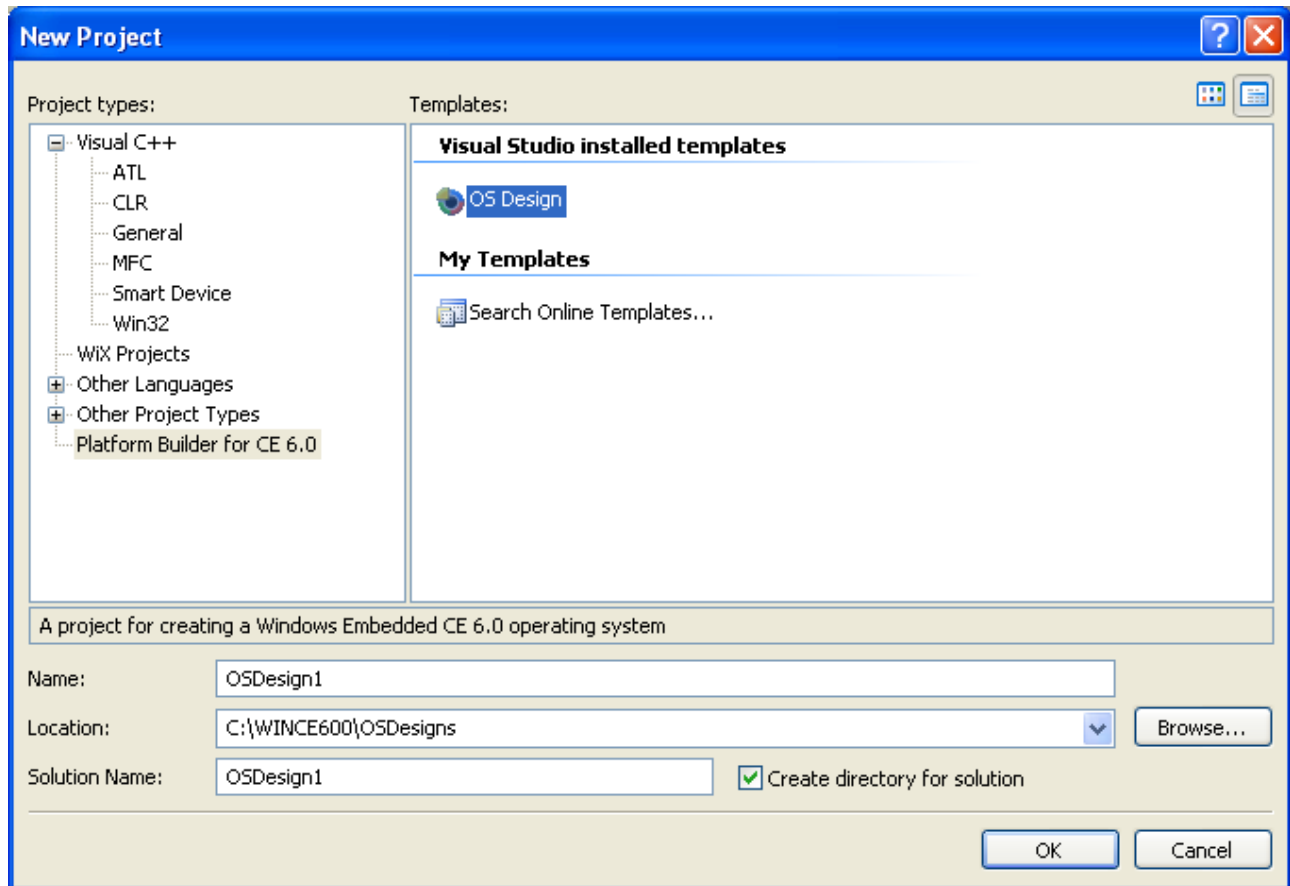 New Project
Project types:
Templates:
Visual C++
ATL
CLR
General
MFC
Smart Device
Win32
WiX Projects
Other Languages
Other Project Types
Platform Builder for CE 6.0
Visual Studio installed templates
OS Design
My Templates
Search Online Templates...
A project for creating a Windows Embedded CE 6.0 operating system
Name:
OSDesign1
Location:
C:\WINCE600\OSDesigns
Browse...
Solution Name:
OSDesign1
Create directory for solution
OK
Cancel